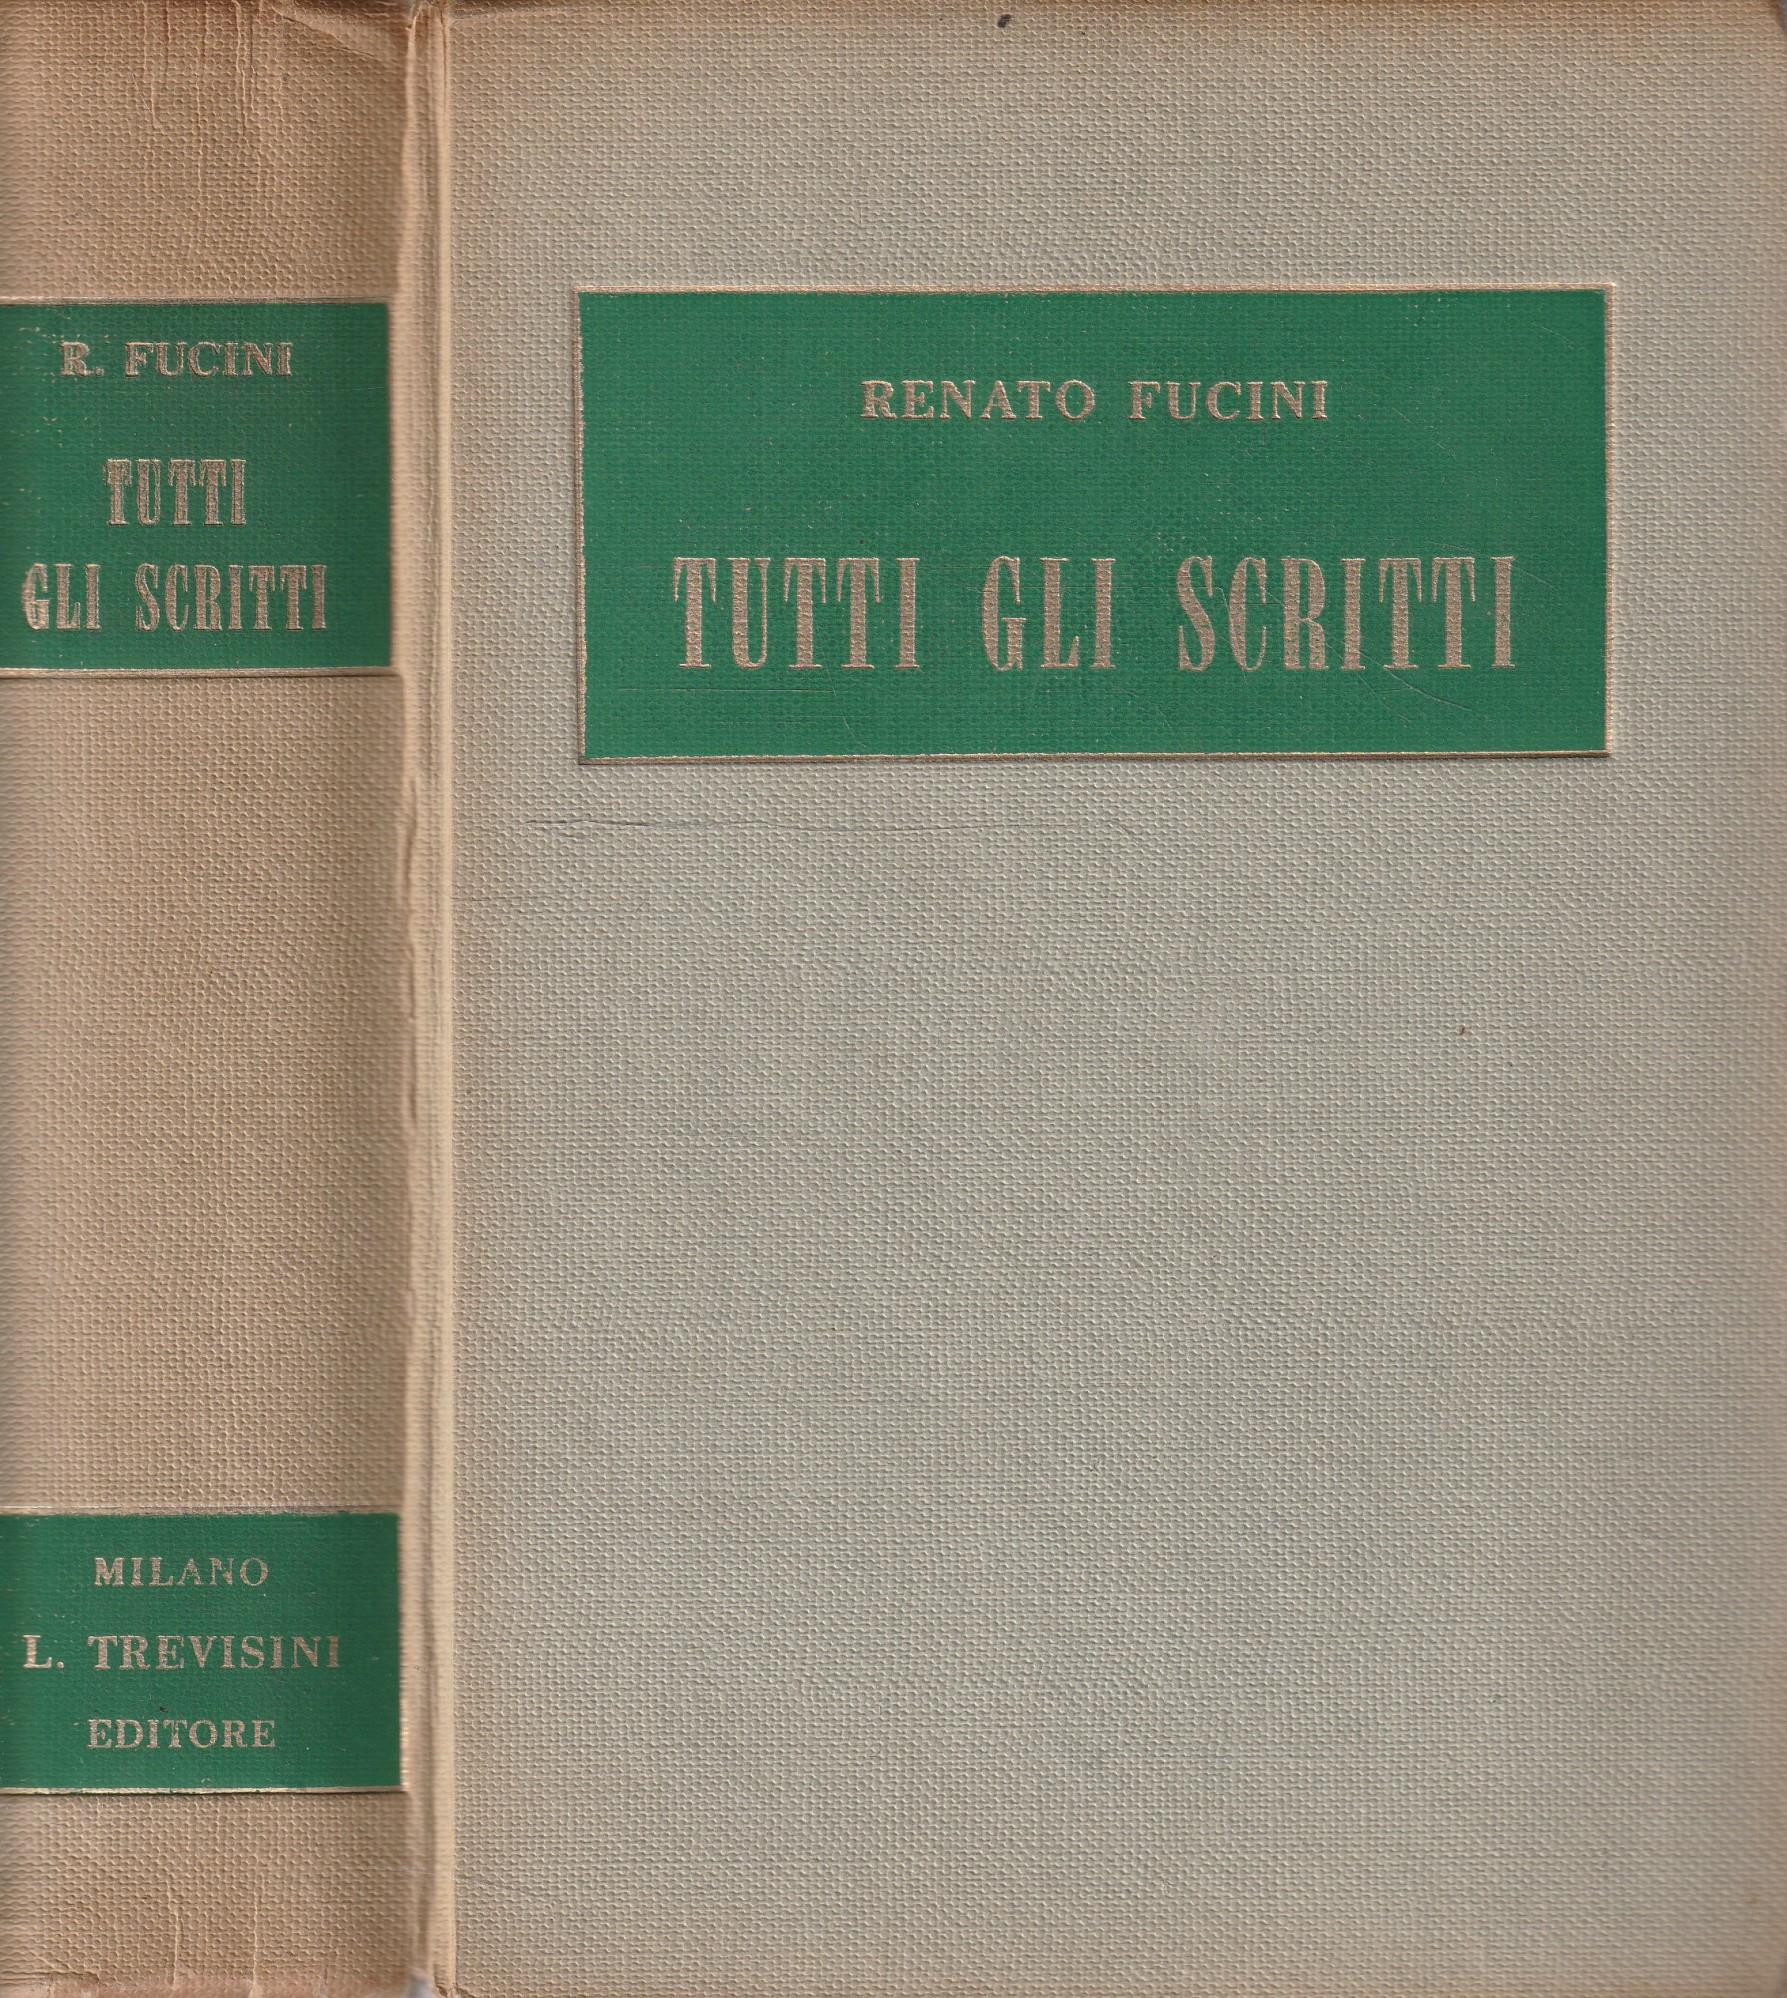 R. FUCINI
TUTTI
GLI SCRITTI
MILANO
L. TREVISINI
EDITORE
RENATO FUCINI
TUTTI GLI SCRITTI